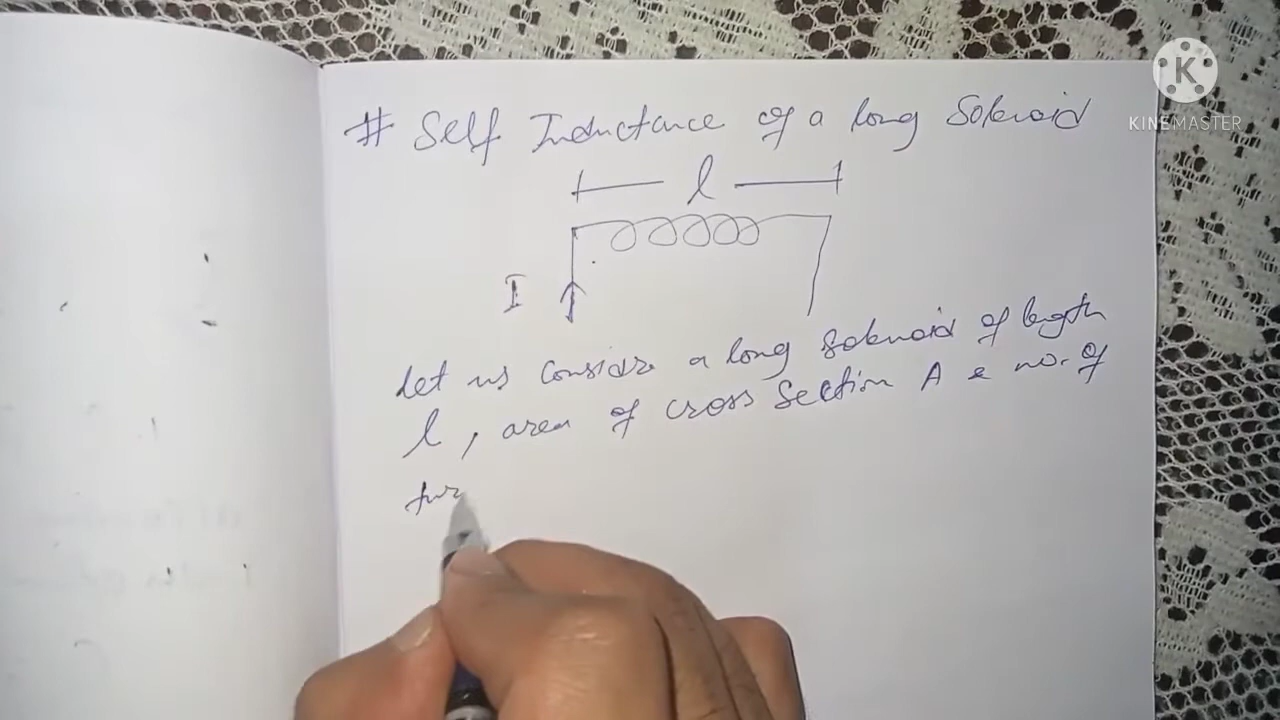 # Self Inductance of a long Solenoid
l
I
Let us consider a long solenoid of length
l, area of cross section A & no. of
tur
K
KINEMASTER